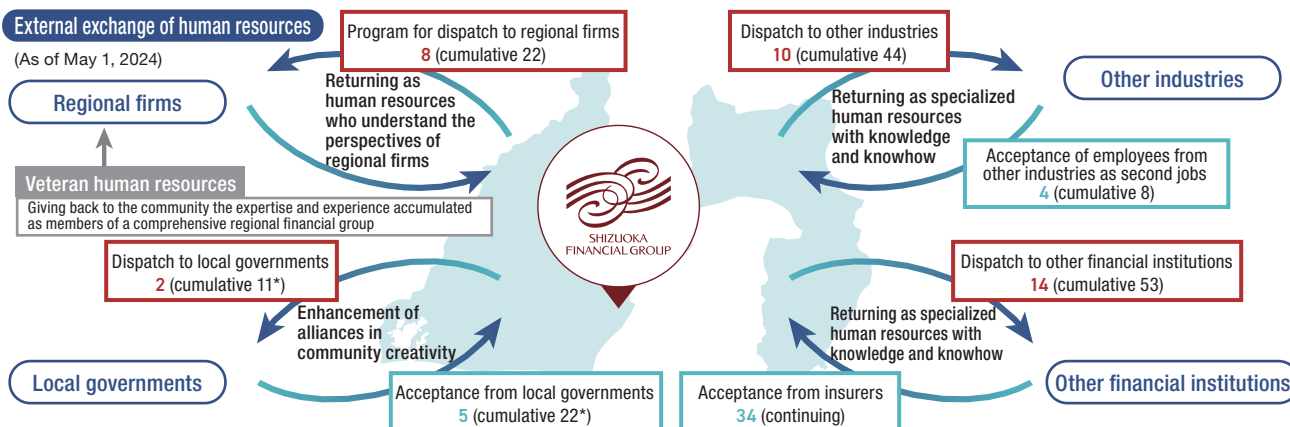 External exchange of human resources
(As of May 1, 2024)
Program for dispatch to regional firms
8 (cumulative 22)
Dispatch to other industries
10 (cumulative 44)
Regional firms
Returning as
human resources
who understand the
perspectives of
regional firms
Returning as specialized
human resources
with knowledge
and knowhow
Other industries
Acceptance of employees from
other industries as second jobs
4 (cumulative 8)
Veteran human resources
Giving back to the community the expertise and experience accumulated
as members of a comprehensive regional financial group
SHIZUOKA
FINANCIAL GROUP
Dispatch to local governments
2 (cumulative 11*)
Dispatch to other financial institutions
14 (cumulative 53)
Enhancement of
alliances in
community creativity
Returning as specialized
human resources with
knowledge and knowhow
Local governments
Acceptance from local governments
5 (cumulative 22*)
Acceptance from insurers
34 (continuing)
Other financial institutions